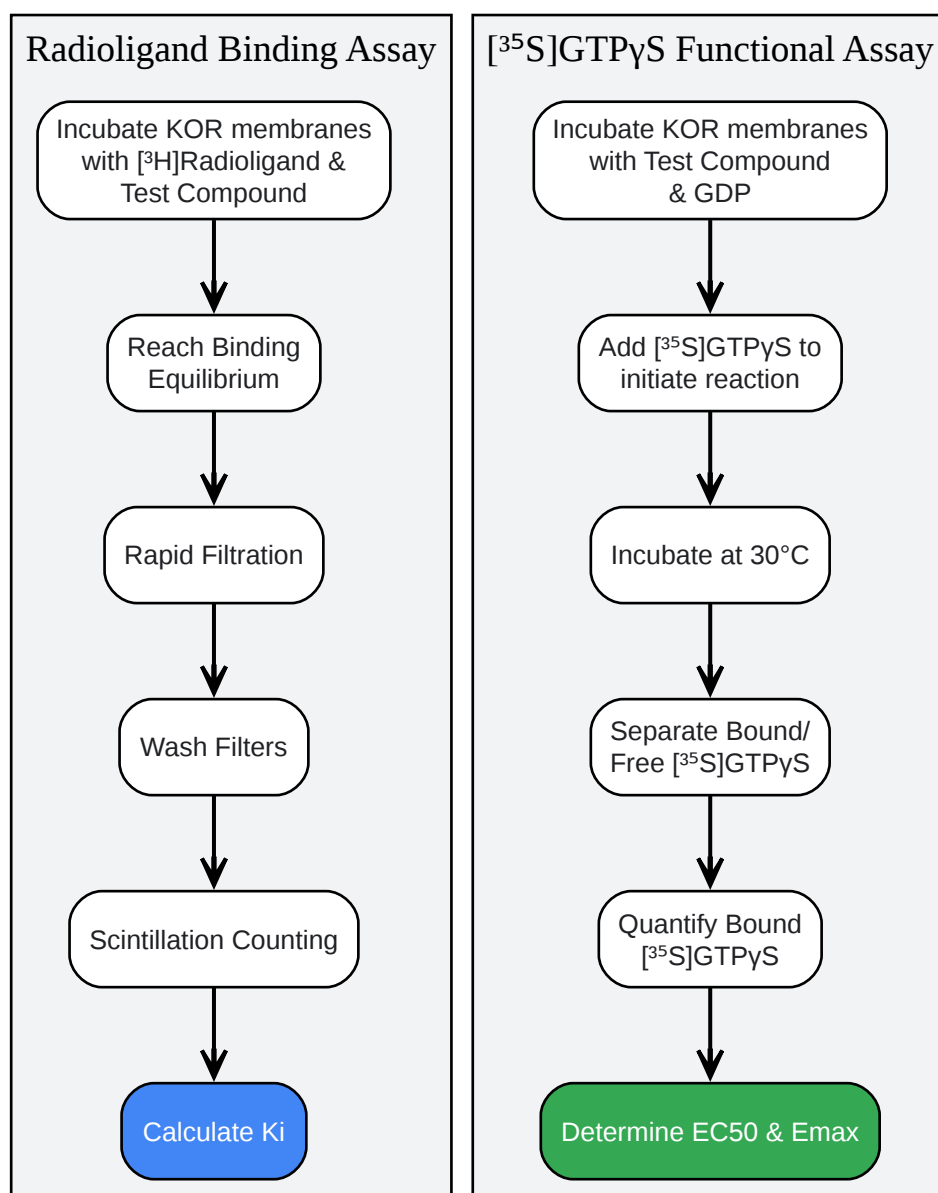 Radioligand Binding Assay
Incubate KOR membranes
with [³H]Radioligand &
Test Compound
Reach Binding
Equilibrium
Rapid Filtration
Wash Filters
Scintillation Counting
Calculate Ki
[³⁵S]GTPγS Functional Assay
Incubate KOR membranes
with Test Compound
& GDP
Add [³⁵S]GTPγS to
initiate reaction
Incubate at 30°C
Separate Bound/
Free [³⁵S]GTPγS
Quantify Bound
[³⁵S]GTPγS
Determine EC50 & Emax